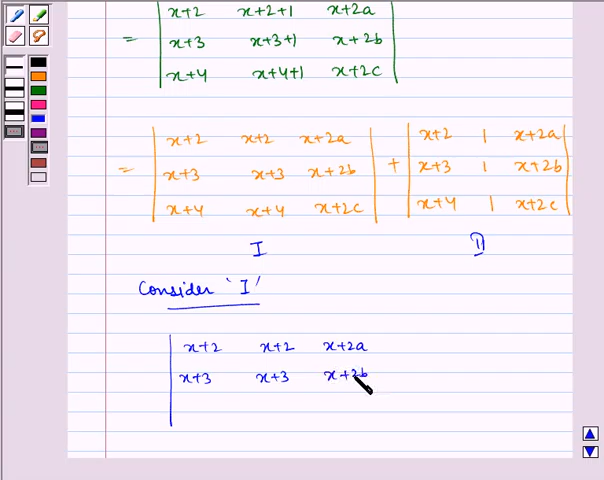 x+2 x+2+1 x+2a
= x+3 x+3+1 x+2b
x+4 x+4+1 x+2c
x+2 x+2 x+2a x+2 1 x+2a
= x+3 x+3 x+2b + x+3 1 x+2b
x+4 x+4 x+2c x+4 1 x+2c
I II
Consider 'I'
x+2 x+2 x+2a
x+3 x+3 x+2b